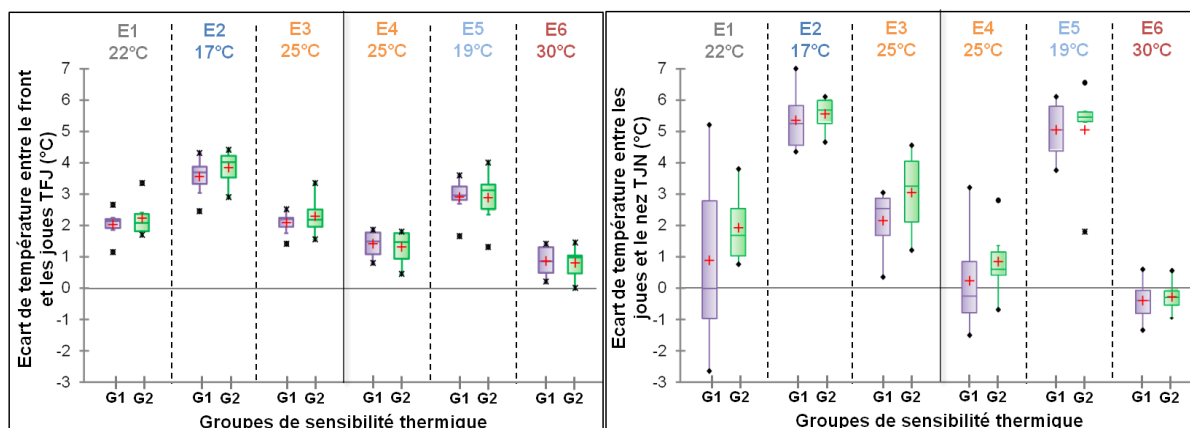 E1 E2 E3 E4 E5 E6
22°C 17°C 25°C 25°C 19°C 30°C
Ecart de température entre le front
et les joues TFJ (°C)
7
6
5
4
3
2
1
0
-1
-2
-3
G1 G2 G1 G2 G1 G2 G1 G2 G1 G2 G1 G2
Groupes de sensibilité thermique
E1 E2 E3 E4 E5 E6
22°C 17°C 25°C 25°C 19°C 30°C
Ecart de température entre les
joues et le nez TJN (°C)
7
6
5
4
3
2
1
0
-1
-2
-3
G1 G2 G1 G2 G1 G2 G1 G2 G1 G2 G1 G2
Groupes de sensibilité thermique